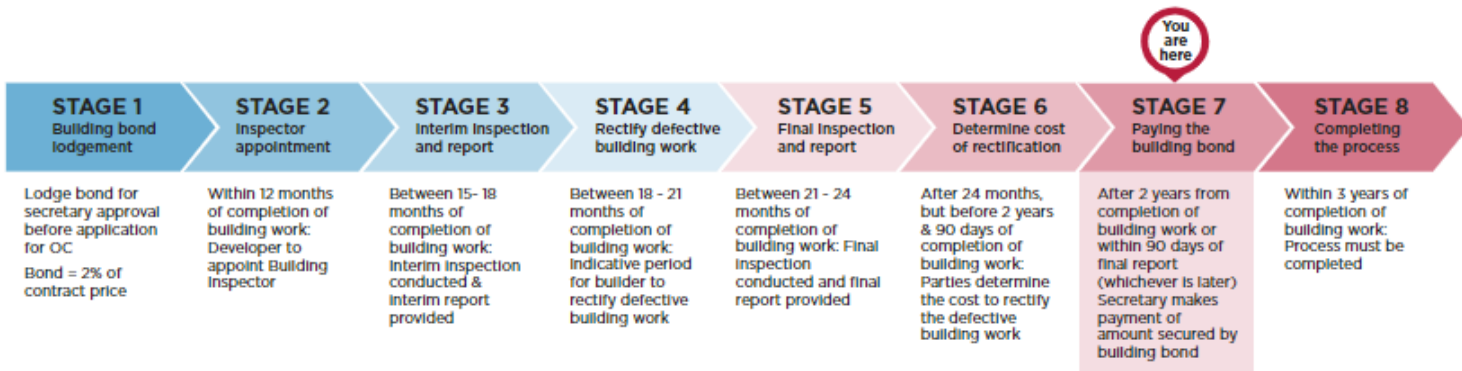 You
are
here
STAGE 1
Building bond
lodgement
Lodge bond for
secretary approval
before application
for OC
Bond = 2% of
contract price
STAGE 2
Inspector
appointment
Within 12 months
of completion of
building work:
Developer to
appoint Building
Inspector
STAGE 3
Interim inspection
and report
Between 15- 18
months of
completion of
building work:
Interim inspection
conducted &
interim report
provided
STAGE 4
Rectify defective
building work
Between 18 - 21
months of
completion of
building work:
Indicative period
for builder to
rectify defective
building work
STAGE 5
Final inspection
and report
Between 21 - 24
months of
completion of
building work: Final
inspection
conducted and final
report provided
STAGE 6
Determine cost
of rectification
After 24 months,
but before 2 years
& 90 days of
completion of
building work:
Parties determine
the cost to rectify
the defective
building work
STAGE 7
Paying the
building bond
After 2 years from
completion of
building work or
within 90 days of
final report
(whichever is later)
Secretary makes
payment of
amount secured by
building bond
STAGE 8
Completing
the process
Within 3 years of
completion of
building work:
Process must be
completed